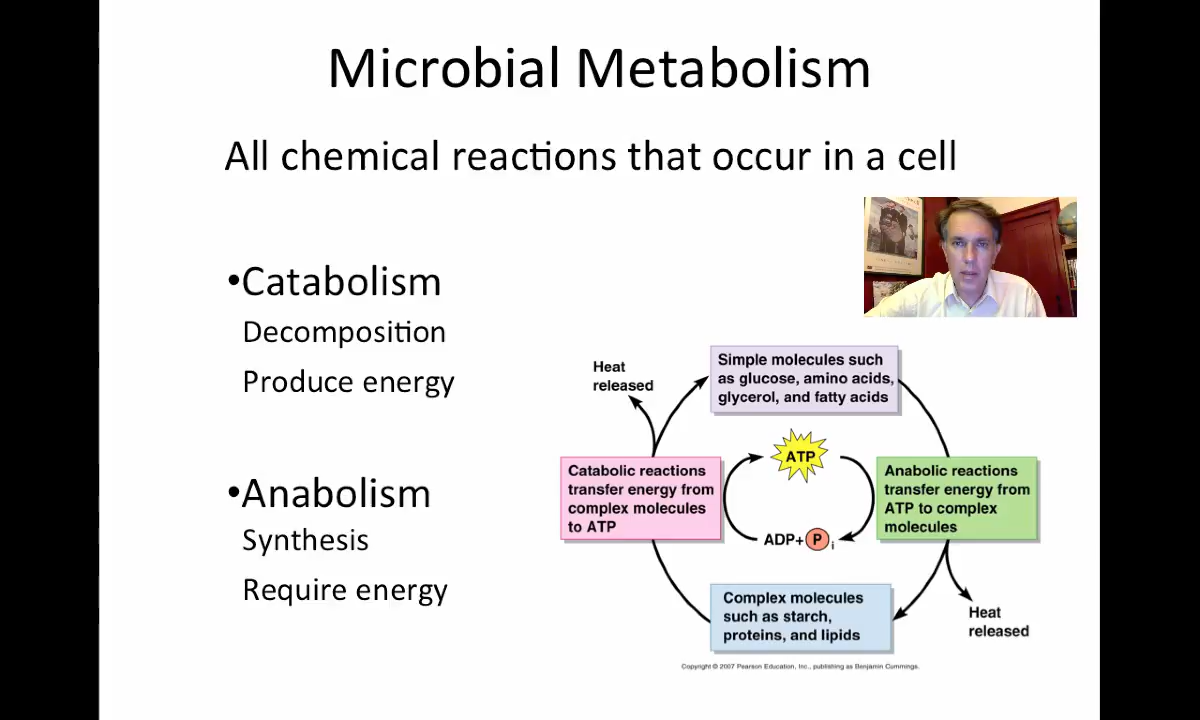 Microbial Metabolism
All chemical reactions that occur in a cell
•Catabolism
Decomposition
Produce energy
•Anabolism
Synthesis
Require energy
Heat
released
Simple molecules such
as glucose, amino acids,
glycerol, and fatty acids
Catabolic reactions
transfer energy from
complex molecules
to ATP
ATP
ADP+ P i
Anabolic reactions
transfer energy from
ATP to complex
molecules
Complex molecules
such as starch,
proteins, and lipids
Heat
released
Copyright © 2007 Pearson Education, Inc., publishing as Benjamin Cummings.